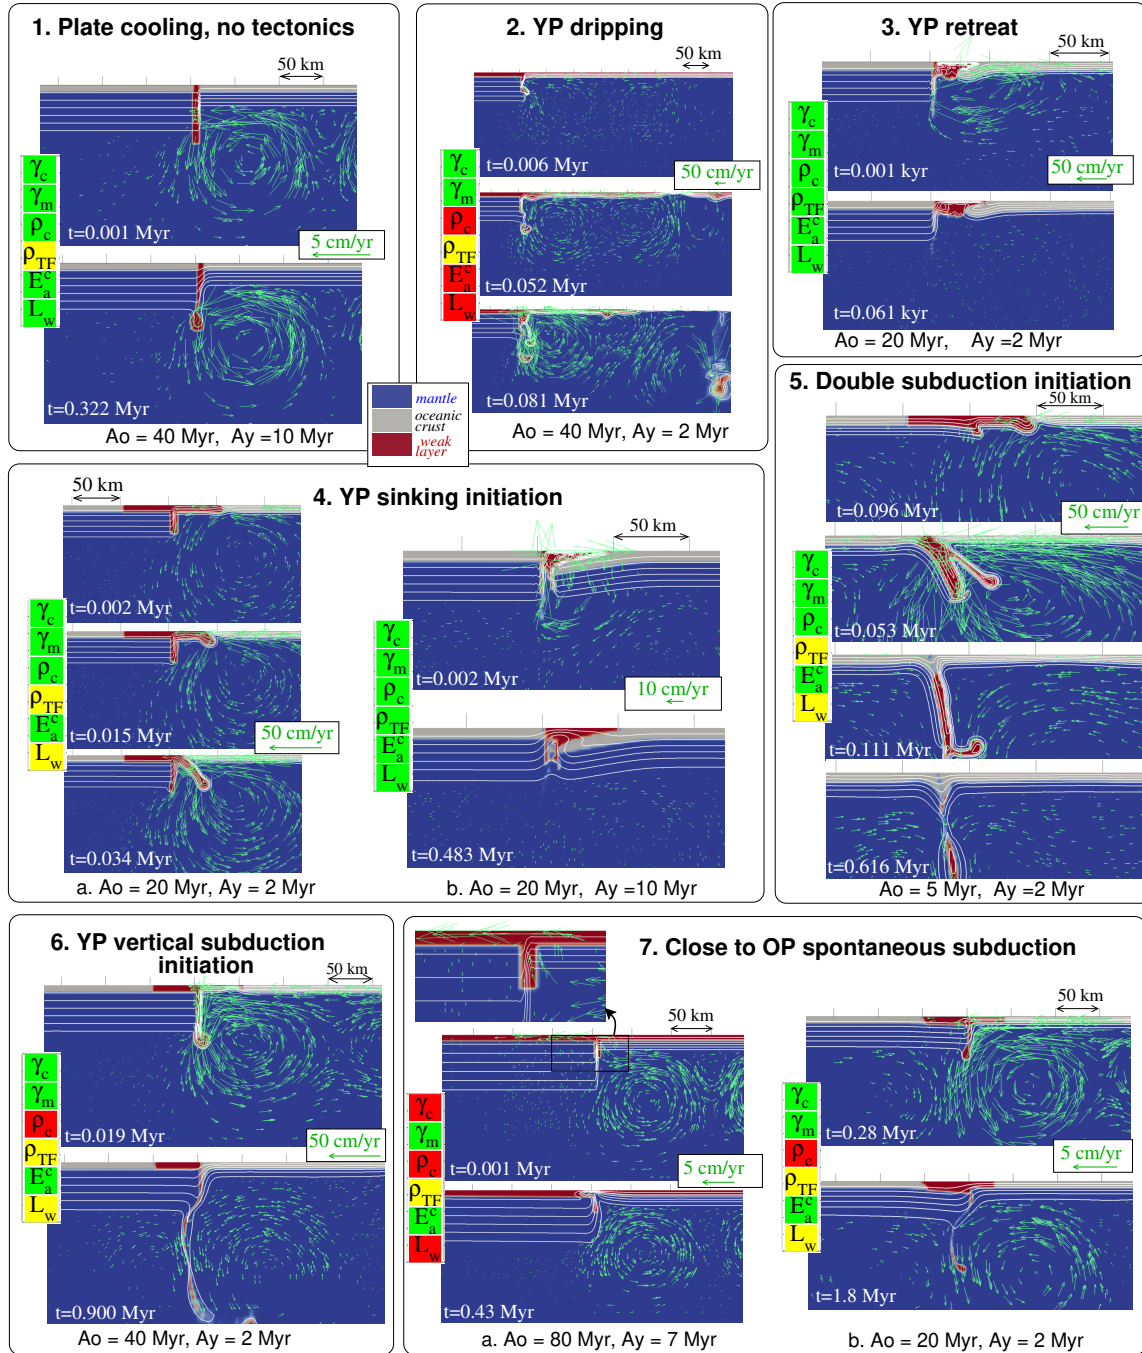 1. Plate cooling, no tectonics
50 km
γc
γm
ρc
ρTF
Eac
Lw
t=0.001 Myr
5 cm/yr
t=0.322 Myr
Ao = 40 Myr, Ay =10 Myr
2. YP dripping
50 km
t=0.006 Myr
γc
γm
ρc
ρTF
Eac
Lw
50 cm/yr
t=0.052 Myr
t=0.081 Myr
Ao = 40 Myr, Ay = 2 Myr
3. YP retreat
50 km
γc
γm
ρc
ρTF
Eac
Lw
t=0.001 kyr
50 cm/yr
t=0.061 kyr
Ao = 20 Myr, Ay =2 Myr
mantle
oceanic
crust
weak
layer
4. YP sinking initiation
50 km
t=0.002 Myr
γc
γm
ρc
ρTF
Eac
Lw
t=0.015 Myr
50 cm/yr
t=0.034 Myr
a. Ao = 20 Myr, Ay = 2 Myr
50 km
γc
γm
ρc
ρTF
Eac
Lw
t=0.002 Myr
10 cm/yr
t=0.483 Myr
b. Ao = 20 Myr, Ay =10 Myr
5. Double subduction initiation
50 km
t=0.096 Myr
50 cm/yr
γc
γm
ρc
ρTF
Eac
Lw
t=0.053 Myr
t=0.111 Myr
t=0.616 Myr
Ao = 5 Myr, Ay =2 Myr
6. YP vertical subduction
initiation
50 km
γc
γm
ρc
ρTF
Eac
Lw
t=0.019 Myr
50 cm/yr
t=0.900 Myr
Ao = 40 Myr, Ay = 2 Myr
7. Close to OP spontaneous subduction
50 km
γc
γm
ρc
ρTF
Eac
Lw
t=0.001 Myr
5 cm/yr
t=0.43 Myr
a. Ao = 80 Myr, Ay = 7 Myr
50 km
γc
γm
ρc
ρTF
Eac
Lw
t=0.28 Myr
5 cm/yr
t=1.8 Myr
b. Ao = 20 Myr, Ay = 2 Myr